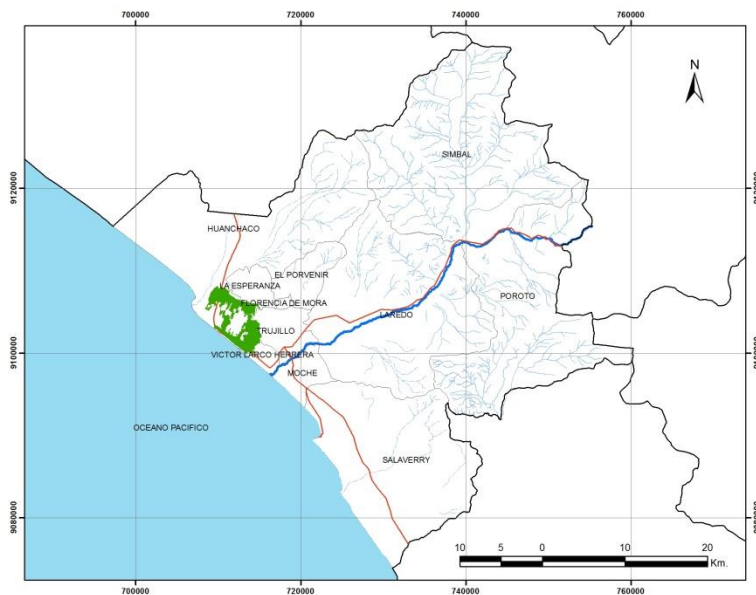 700000 720000 740000 760000
N
SIMBAL
9120000
HUANCHACO
EL PORVENIR
LA ESPERANZA
FLORENCIA DE MORA
POROTO
LAREDO
TRUJILLO
9100000
VICTOR LARCO HERRERA
MOCHE
OCEANO PACIFICO
SALAVERRY
9080000
10 5 0 10 20
Km.
700000 720000 740000 760000